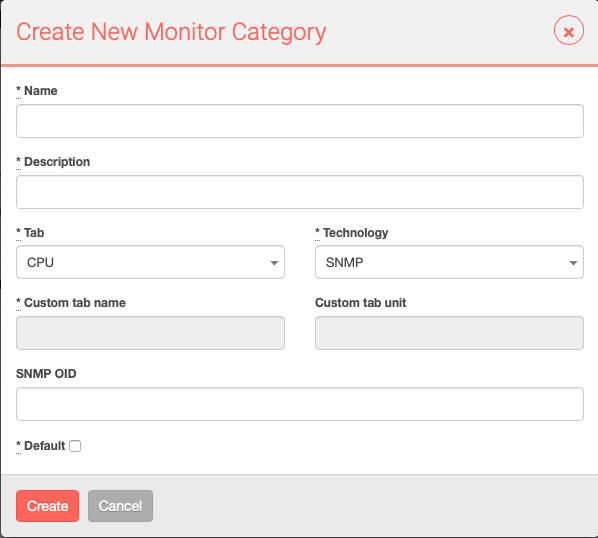 Create New Monitor Category
* Name
* Description
* Tab * Technology
CPU SNMP
* Custom tab name Custom tab unit
SNMP OID
* Default
Create Cancel